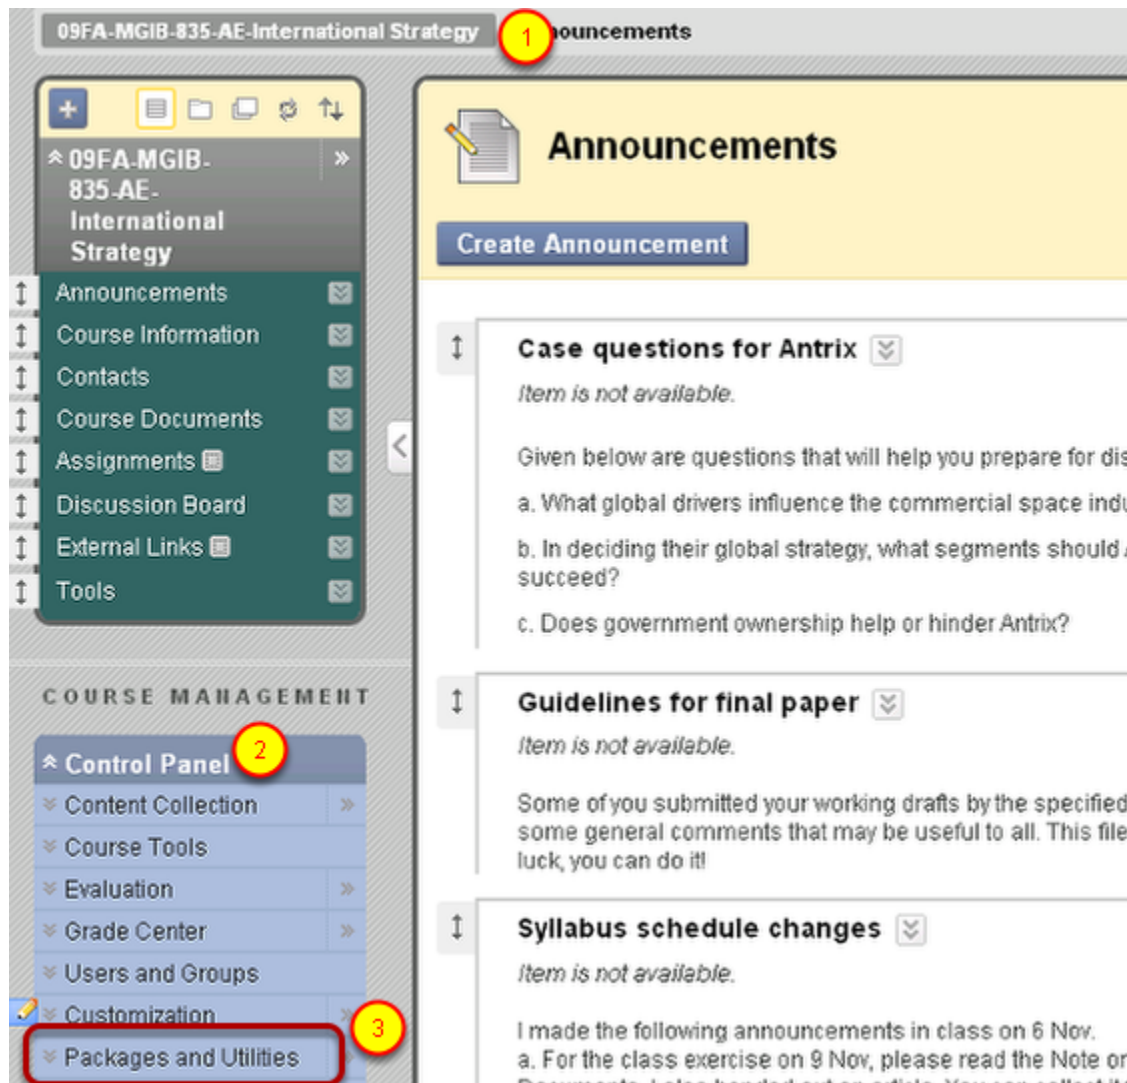 09FA-MGIB-835-AE-International Strategy
1
ouncements
09FA-MGIB-
835-AE-
International
Strategy
Announcements
Course Information
Contacts
Course Documents
Assignments
Discussion Board
External Links
Tools
COURSE MANAGEMENT
Control Panel
2
Content Collection
Course Tools
Evaluation
Grade Center
Users and Groups
Customization
3
Packages and Utilities
Announcements
Create Announcement
Case questions for Antrix
Item is not available.
Given below are questions that will help you prepare for dis
a. What global drivers influence the commercial space indu
b. In deciding their global strategy, what segments should
succeed?
c. Does government ownership help or hinder Antrix?
Guidelines for final paper
Item is not available.
Some of you submitted your working drafts by the specified
some general comments that may be useful to all. This file
luck, you can do it!
Syllabus schedule changes
Item is not available.
I made the following announcements in class on 6 Nov.
a. For the class exercise on 9 Nov, please read the Note or